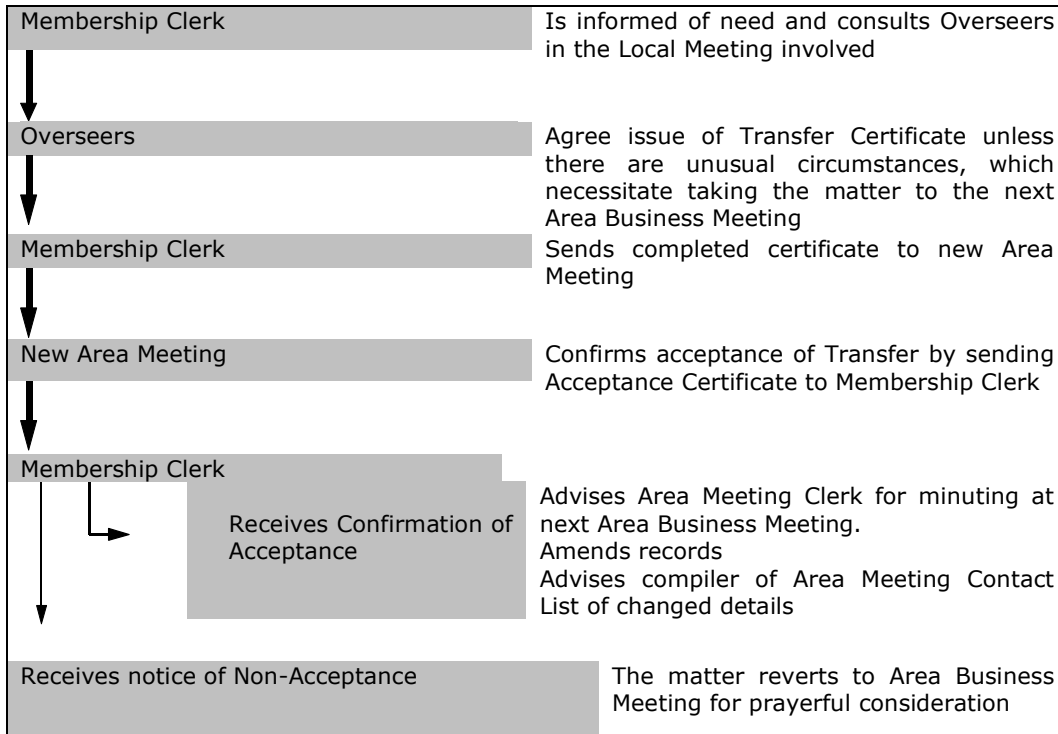 Membership Clerk
Is informed of need and consults Overseers
in the Local Meeting involved
Overseers
Agree issue of Transfer Certificate unless
there are unusual circumstances, which
necessitate taking the matter to the next
Area Business Meeting
Membership Clerk
Sends completed certificate to new Area
Meeting
New Area Meeting
Confirms acceptance of Transfer by sending
Acceptance Certificate to Membership Clerk
Membership Clerk
Receives Confirmation of
Acceptance
Advises Area Meeting Clerk for minuting at
next Area Business Meeting.
Amends records
Advises compiler of Area Meeting Contact
List of changed details
Receives notice of Non-Acceptance
The matter reverts to Area Business
Meeting for prayerful consideration